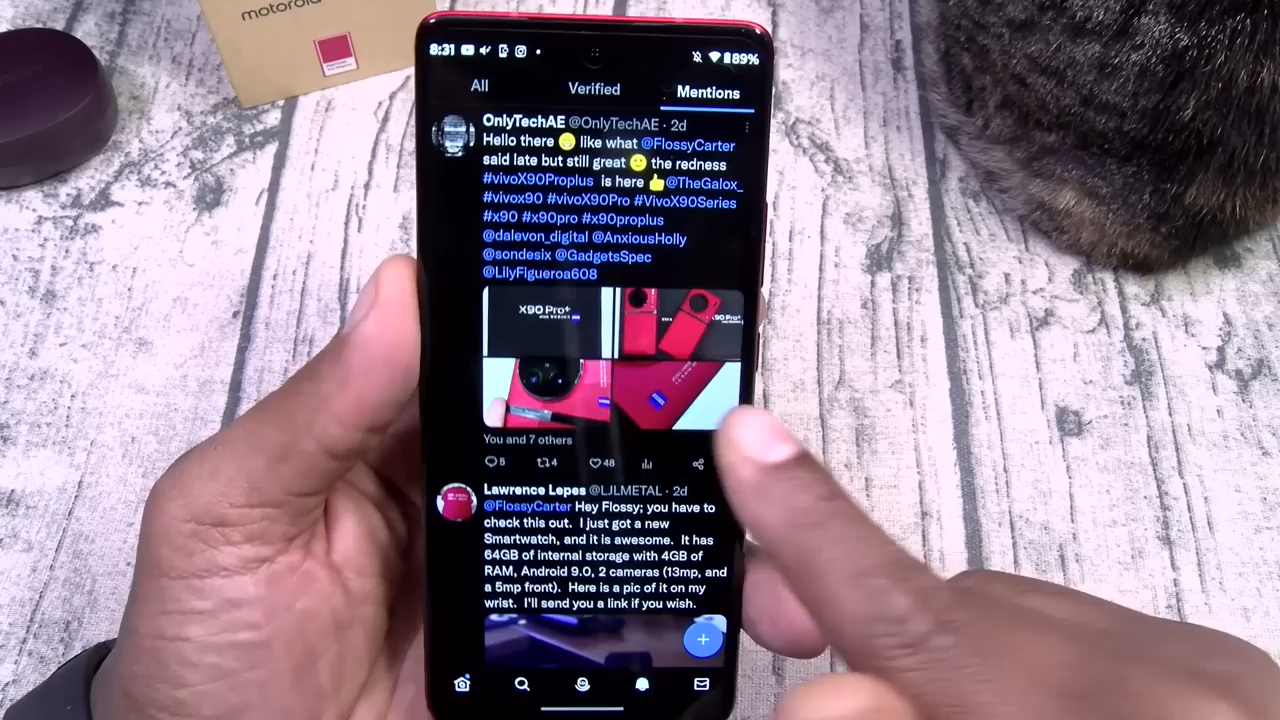 motorola
8:31 89%
All Verified Mentions
OnlyTechAE @OnlyTechAE · 2d
Hello there 😁 like what @FlossyCarter
said late but still great 🙂 the redness
#vivoX90Proplus is here 👍@TheGalox_
#vivox90 #vivoX90Pro #VivoX90Series
#x90 #x90pro #x90proplus
@dalevon_digital @AnxiousHolly
@sondesix @GadgetsSpec
@LilyFigueroa608
X90 Pro+
X90 Pro+
You and 7 others
5 4 48
Lawrence Lepes @LJLMETAL · 2d
@FlossyCarter Hey Flossy; you have to
check this out. I just got a new
Smartwatch, and it is awesome. It has
64GB of internal storage with 4GB of
RAM, Android 9.0, 2 cameras (13mp, and
a 5mp front). Here is a pic of it on my
wrist. I'll send you a link if you wish.